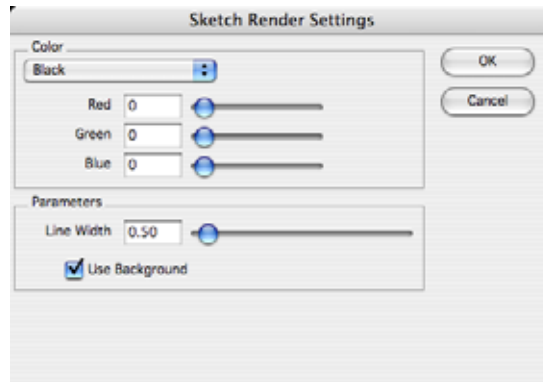 Sketch Render Settings
Color
Black
Red 0
Green 0
Blue 0
OK
Cancel
Parameters
Line Width 0.50
Use Background